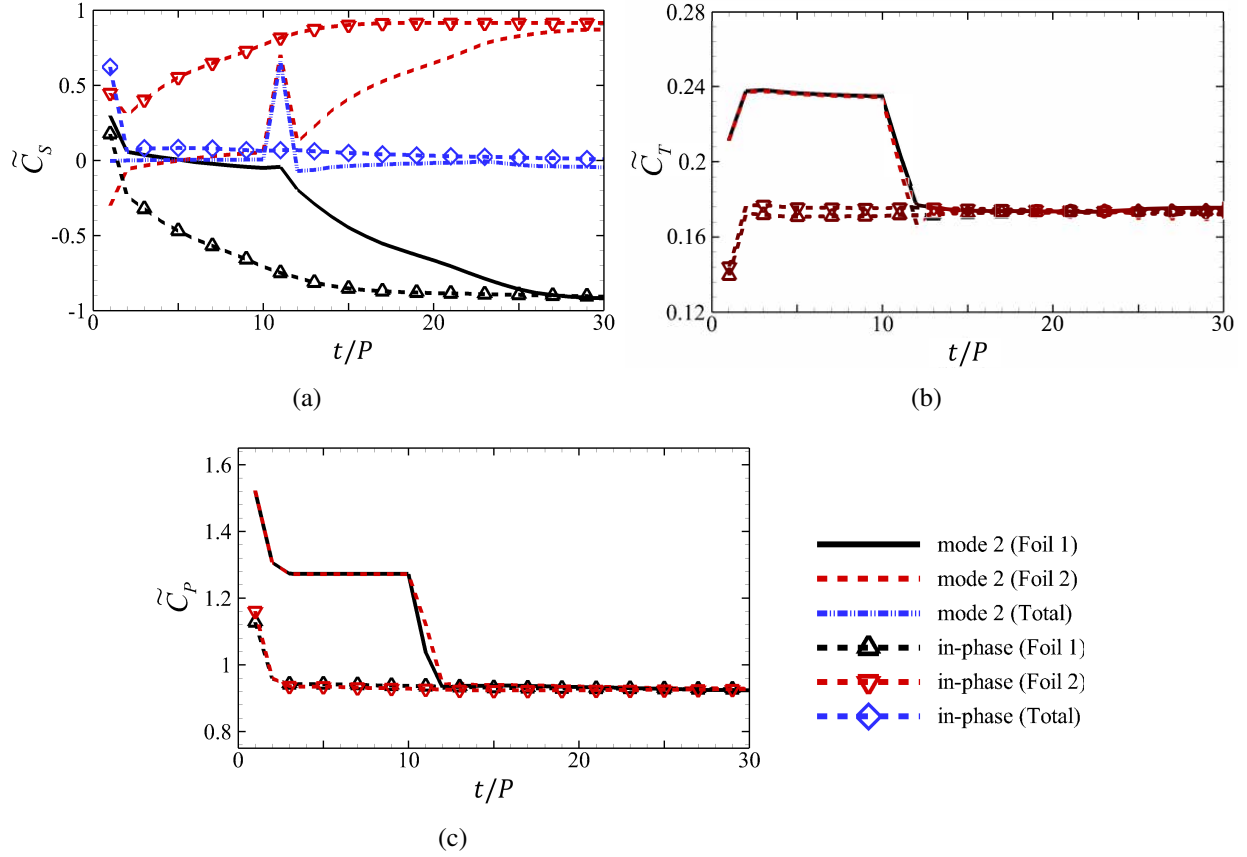 1
0.5
0
-0.5
-1
C̃_S
0 10 20 30
t/P
(a)
0.28
0.24
0.2
0.16
0.12
C̃_T
0 10 20 30
t/P
(b)
1.6
1.4
1.2
1
0.8
C̃_P
0 10 20 30
t/P
(c)
mode 2 (Foil 1)
mode 2 (Foil 2)
mode 2 (Total)
in-phase (Foil 1)
in-phase (Foil 2)
in-phase (Total)